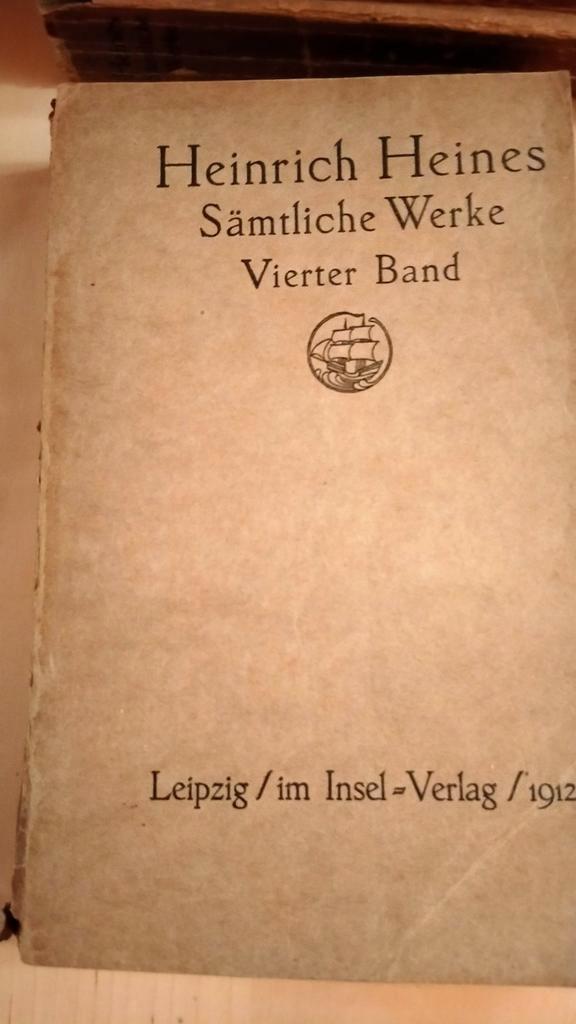 Heinrich Heines
Sämtliche Werke
Vierter Band
Leipzig / im Insel=Verlag / 1912